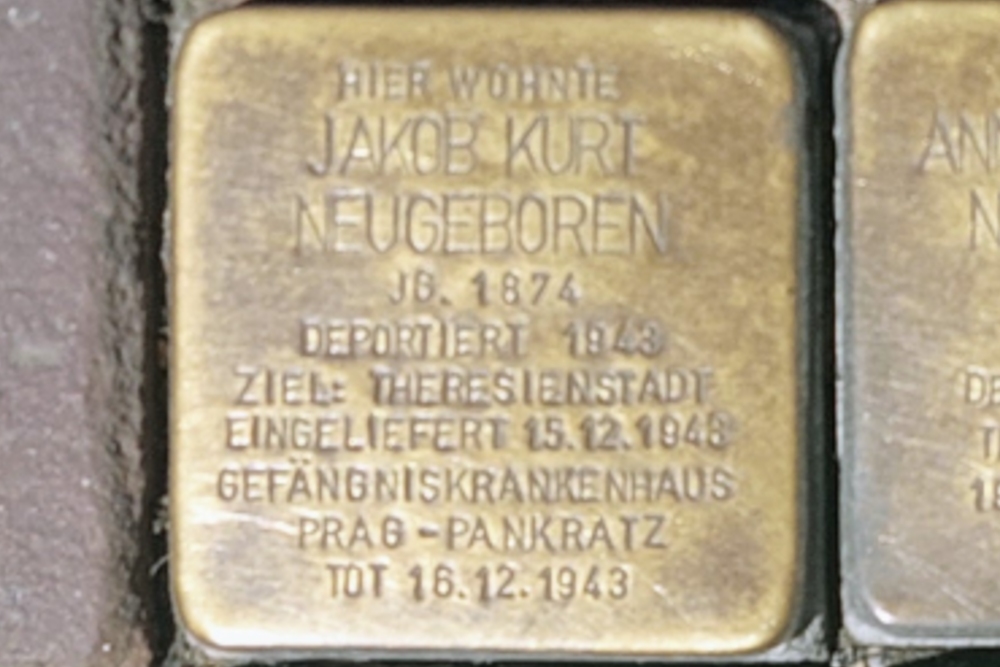 HIER WOHNTE
JAKOB KURT
NEUGEBOREN
JG. 1874
DEPORTIERT 1943
ZIEL: THERESIENSTADT
EINGELIEFERT 15.12.1943
GEFÄNGNISKRANKENHAUS
PRAG-PANKRATZ
TOT 16.12.1943